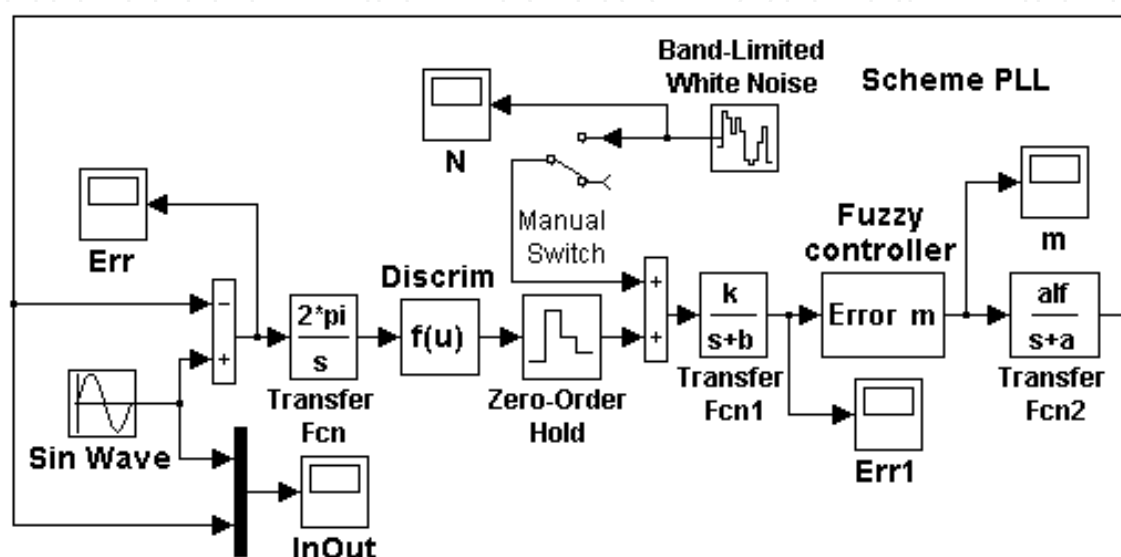 Band-Limited
White Noise
Scheme PLL
N
Manual
Switch
Err
m
Fuzzy
controller
Discrim
−
+
2*pi
s
f(u)
+
+
k
s+b
Error m
alf
s+a
Transfer
Fcn
Zero-Order
Hold
Transfer
Fcn1
Transfer
Fcn2
Sin Wave
Err1
InOut